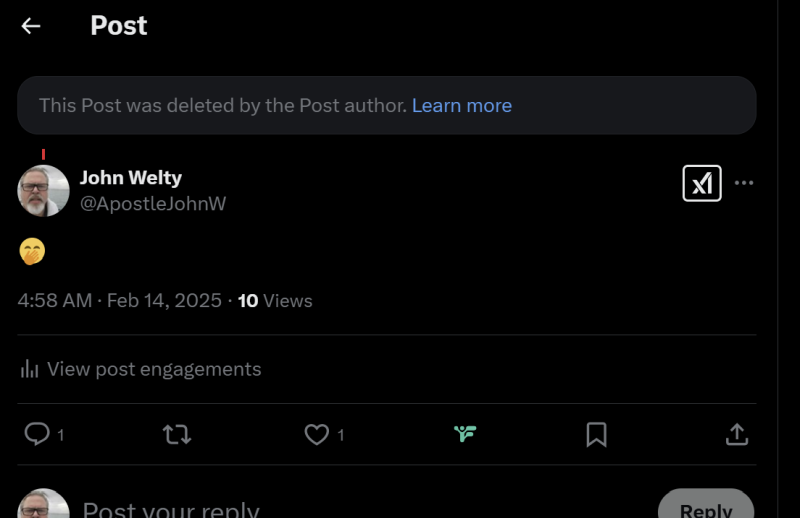 Post
This Post was deleted by the Post author. Learn more
John Welty
@ApostleJohnW
🤭
4:58 AM · Feb 14, 2025 · 10 Views
View post engagements
1
1
Post your reply
Reply